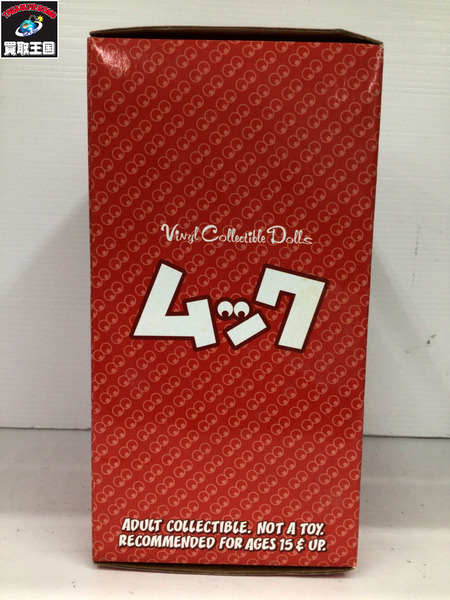 買取王国
Vinyl Collectible Dolls
ムック
ADULT COLLECTIBLE. NOT A TOY.
RECOMMENDED FOR AGES 15 & UP.